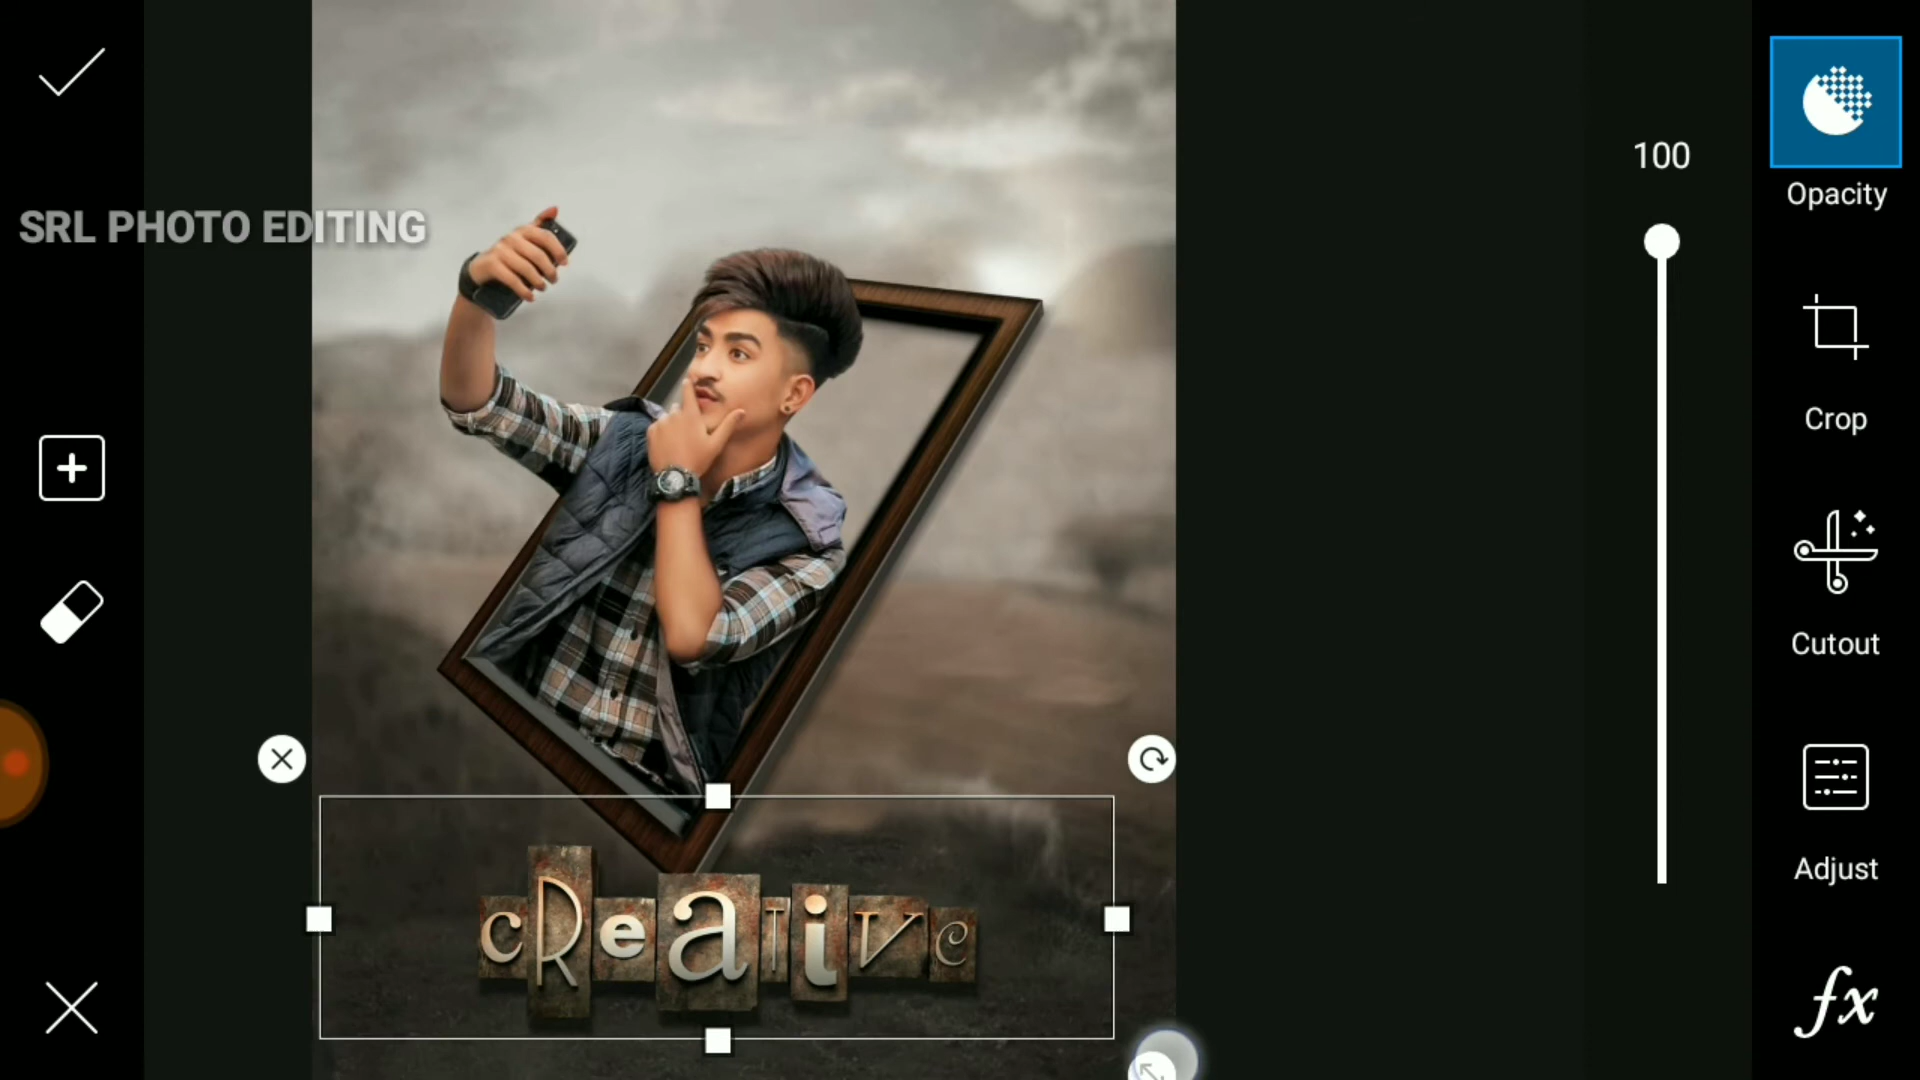 100
Opacity
SRL PHOTO EDITING
Crop
Cutout
Adjust
cReaTive
fx